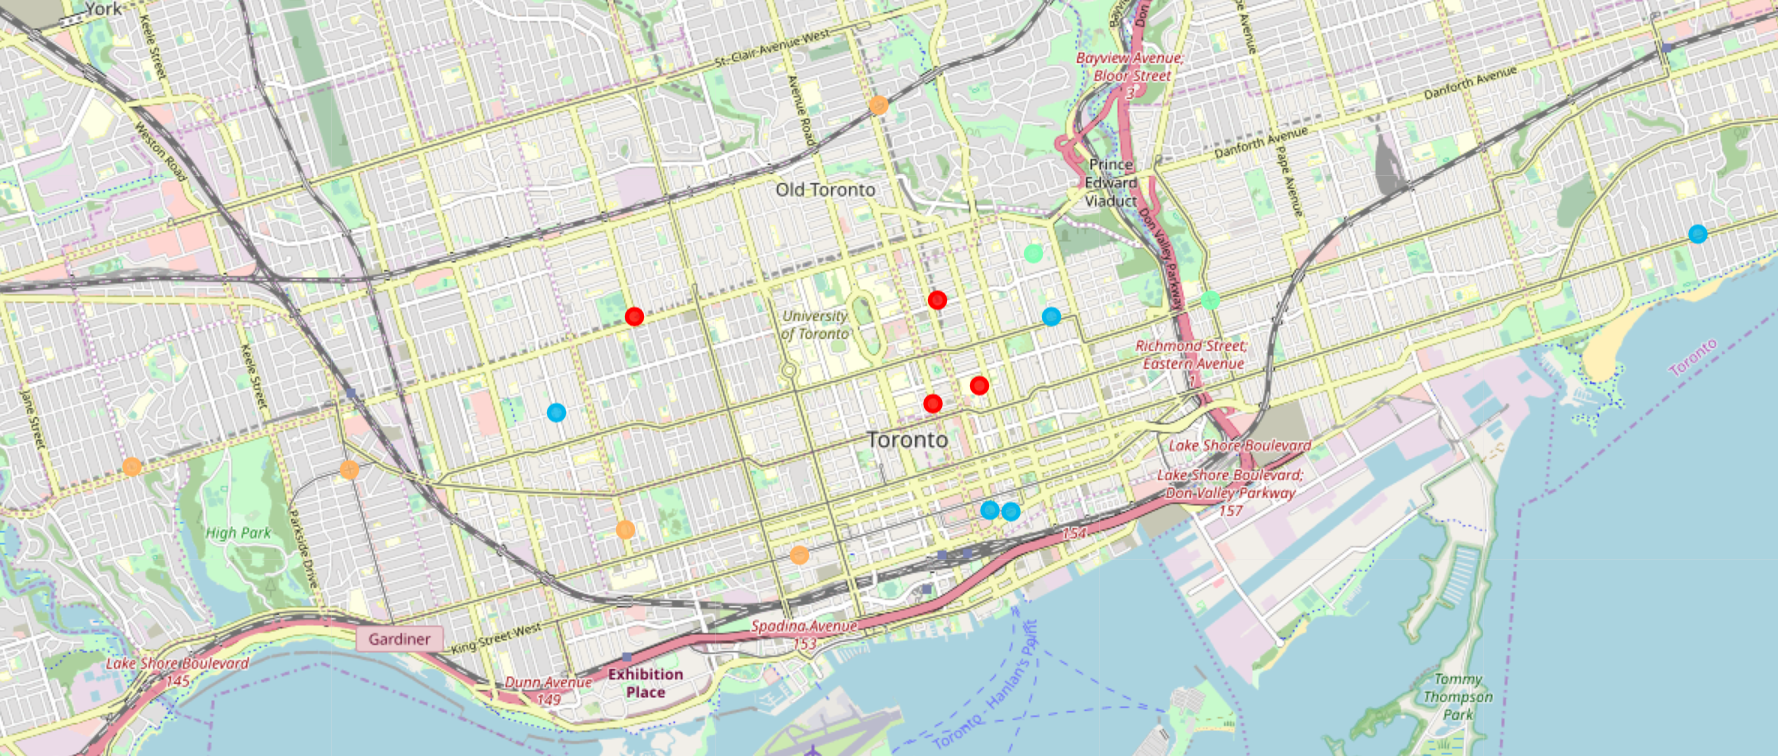 York
Keele Street
St. Clair Avenue West
Avenue Road
Bayview Avenue;
Bloor Street
3
Don
Danforth Avenue
Weston Road
Danforth Avenue
Pape Avenue
Prince
Edward
Viaduct
Old Toronto
Don Valley Parkway
University
of Toronto
Richmond Street;
Eastern Avenue
1
Toronto
Jane Street
Keele Street
Toronto
Lake Shore Boulevard
Lake Shore Boulevard;
Don Valley Parkway
157
High Park
Parkside Drive
154
Gardiner
King Street West
Spadina Avenue
153
Lake Shore Boulevard
145
Dunn Avenue
149
Exhibition
Place
Toronto - Hanlan's Point
Tommy
Thompson
Park